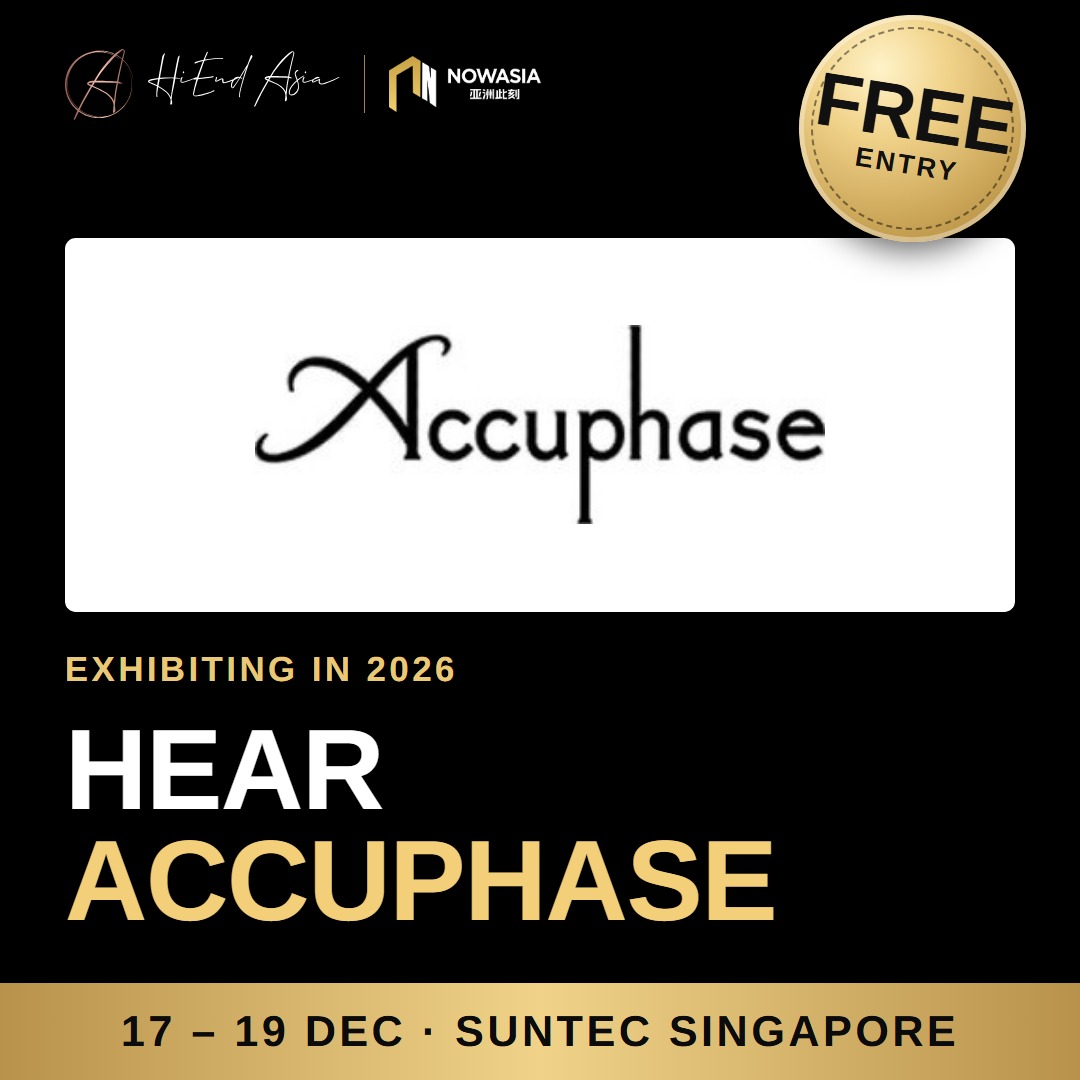 HiEnd Asia
NOWASIA
亚洲此刻
FREE
ENTRY
Accuphase
EXHIBITING IN 2026
HEAR
ACCUPHASE
17 – 19 DEC · SUNTEC SINGAPORE